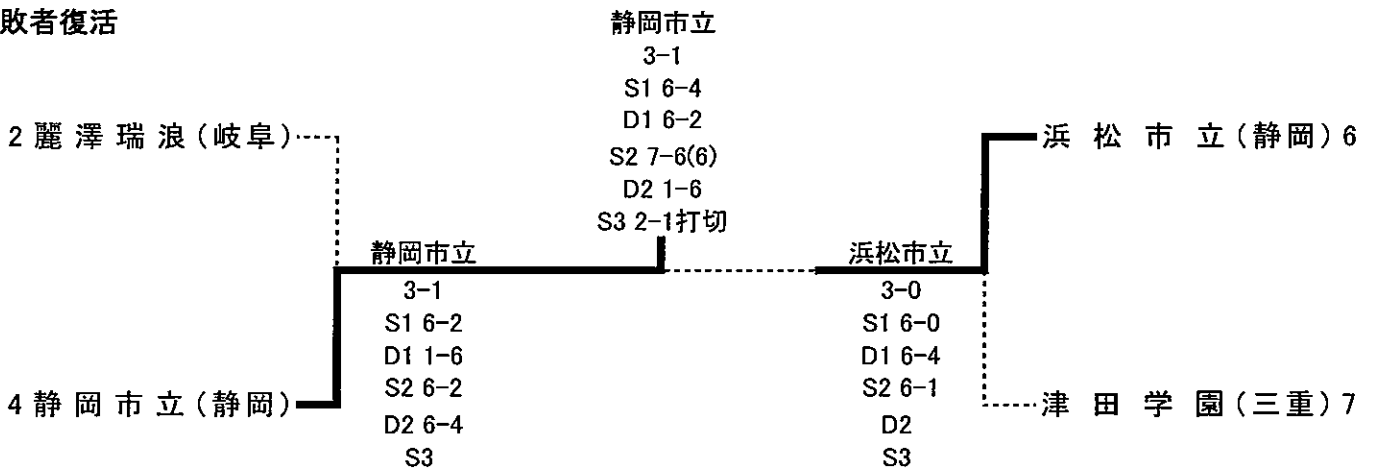 敗者復活
静岡市立
3-1
S1 6-4
D1 6-2
S2 7-6(6)
D2 1-6
S3 2-1打切
2 麗澤瑞浪(岐阜)
浜松市立(静岡) 6
静岡市立
3-1
S1 6-2
D1 1-6
S2 6-2
D2 6-4
S3
浜松市立
3-0
S1 6-0
D1 6-4
S2 6-1
D2
S3
4 静岡市立(静岡)
津田学園(三重) 7